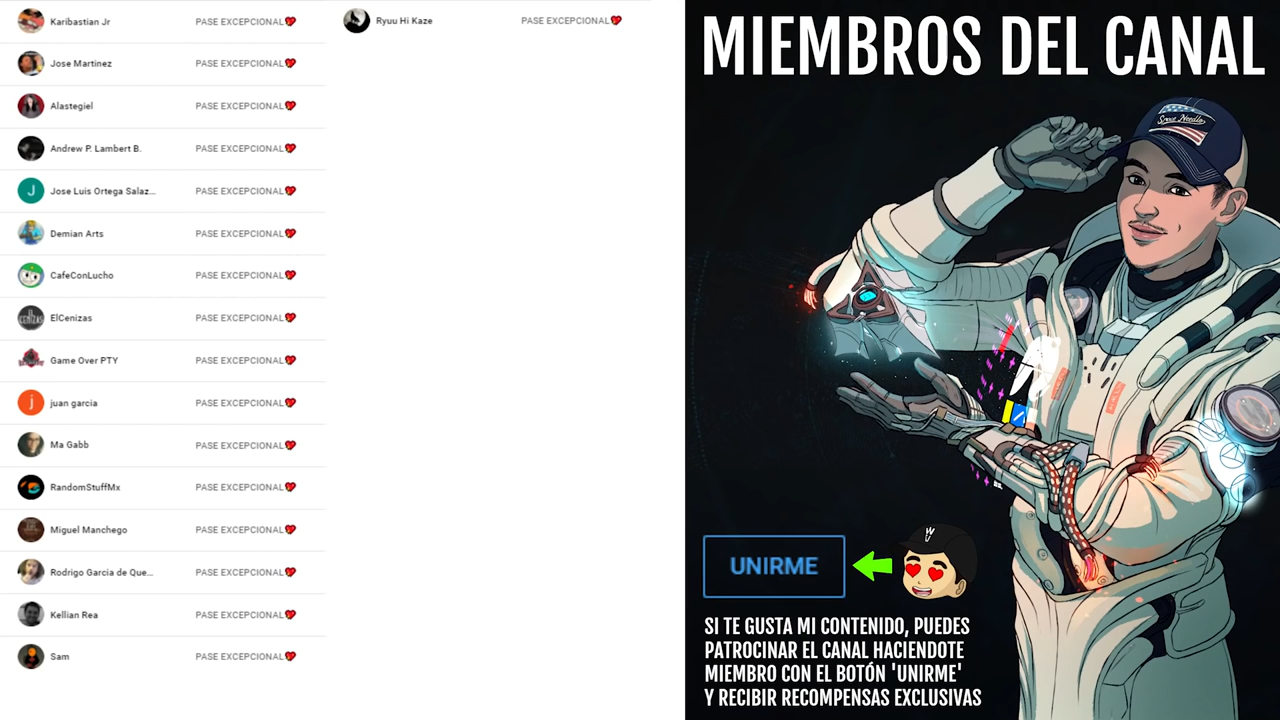 Karibastian Jr PASE EXCEPCIONAL
Jose Martinez PASE EXCEPCIONAL
Alastegiel PASE EXCEPCIONAL
Andrew P. Lambert B. PASE EXCEPCIONAL
J Jose Luis Ortega Salaz... PASE EXCEPCIONAL
Demian Arts PASE EXCEPCIONAL
CafeConLucho PASE EXCEPCIONAL
ElCenizas PASE EXCEPCIONAL
Game Over PTY PASE EXCEPCIONAL
j juan garcia PASE EXCEPCIONAL
Ma Gabb PASE EXCEPCIONAL
RandomStuffMx PASE EXCEPCIONAL
Miguel Manchego PASE EXCEPCIONAL
Rodrigo García de Que... PASE EXCEPCIONAL
Kellian Rea PASE EXCEPCIONAL
Sam PASE EXCEPCIONAL
Ryuu Hi Kaze PASE EXCEPCIONAL
MIEMBROS DEL CANAL
Space Needle
W
U
UNIRME
SI TE GUSTA MI CONTENIDO, PUEDES
PATROCINAR EL CANAL HACIENDOTE
MIEMBRO CON EL BOTÓN 'UNIRME'
Y RECIBIR RECOMPENSAS EXCLUSIVAS